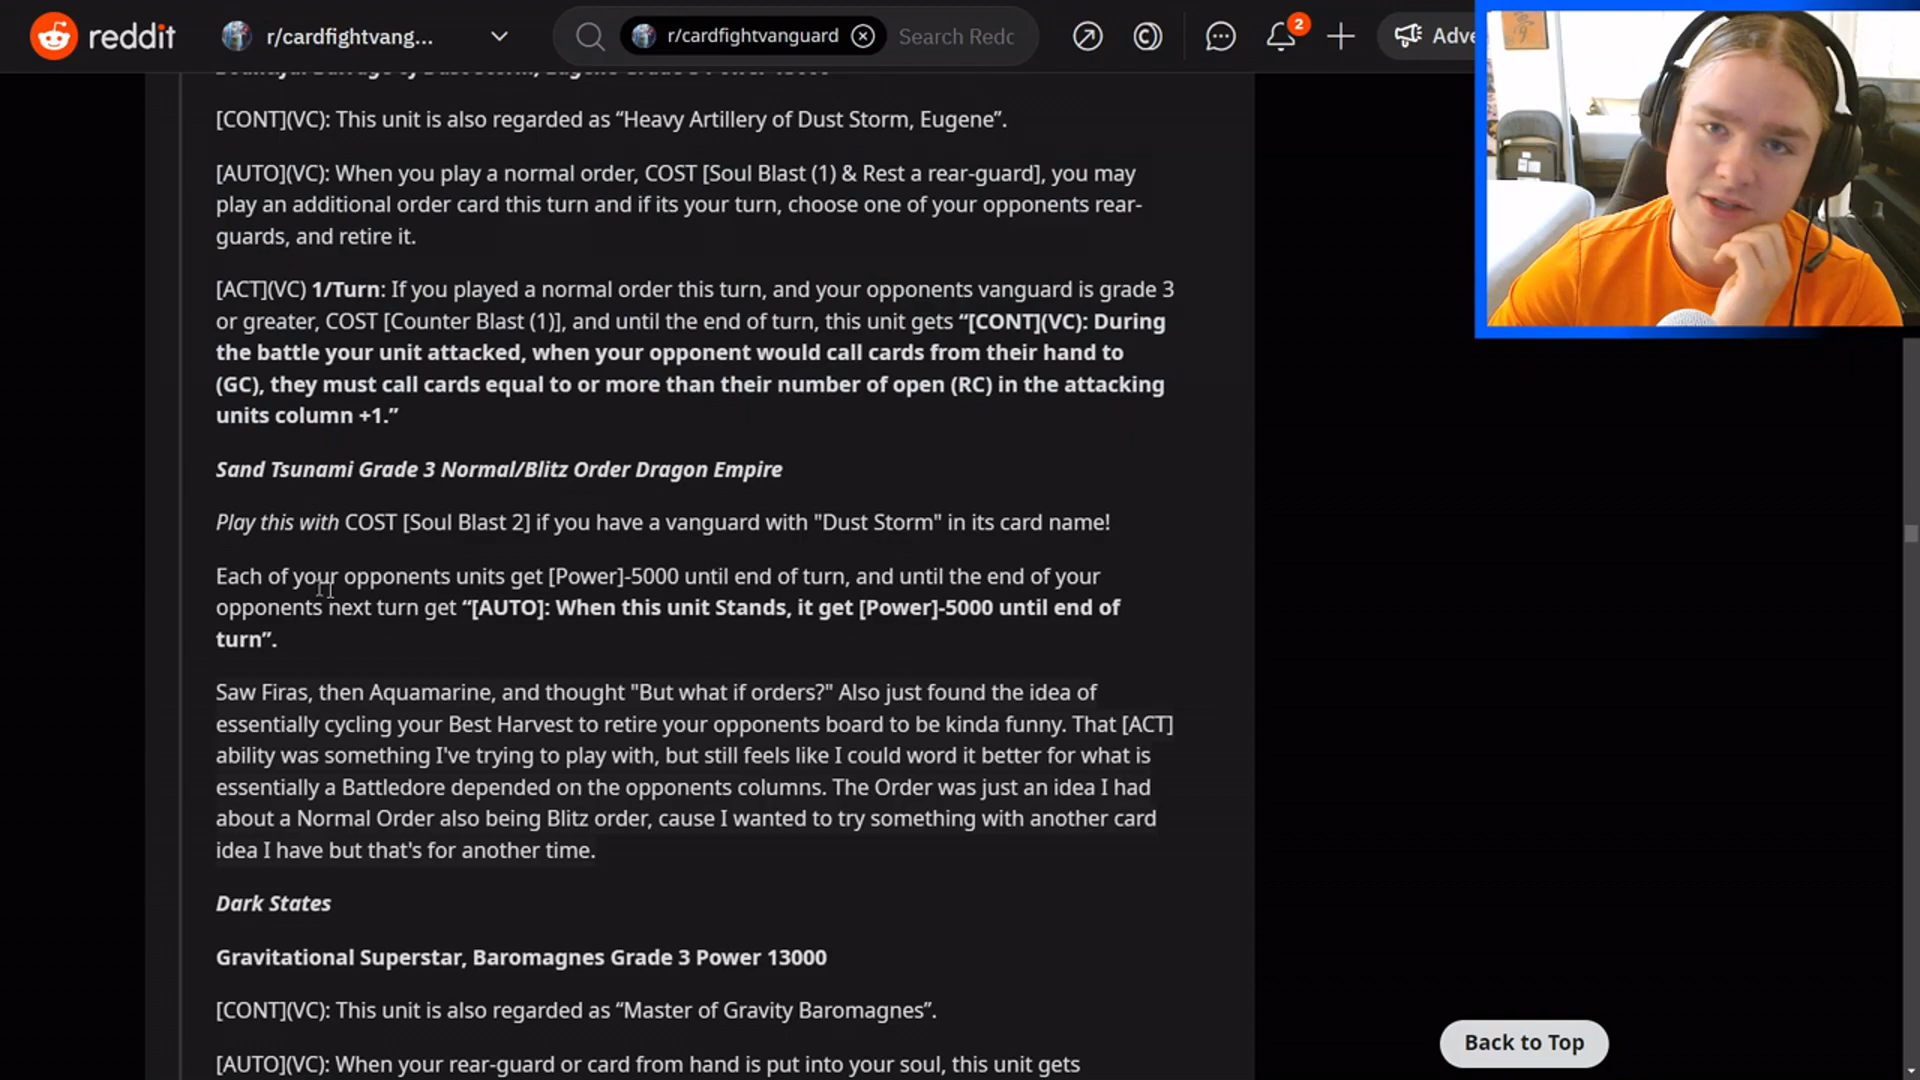 reddit
r/cardfightvang...
r/cardfightvanguard
Search Redc
2
Adve
[CONT](VC): This unit is also regarded as “Heavy Artillery of Dust Storm, Eugene”.
[AUTO](VC): When you play a normal order, COST [Soul Blast (1) & Rest a rear-guard], you may
play an additional order card this turn and if its your turn, choose one of your opponents rear-
guards, and retire it.
[ACT](VC) 1/Turn: If you played a normal order this turn, and your opponents vanguard is grade 3
or greater, COST [Counter Blast (1)], and until the end of turn, this unit gets “[CONT](VC): During
the battle your unit attacked, when your opponent would call cards from their hand to
(GC), they must call cards equal to or more than their number of open (RC) in the attacking
units column +1.”
Sand Tsunami Grade 3 Normal/Blitz Order Dragon Empire
Play this with COST [Soul Blast 2] if you have a vanguard with "Dust Storm" in its card name!
Each of your opponents units get [Power]-5000 until end of turn, and until the end of your
opponents next turn get “[AUTO]: When this unit Stands, it get [Power]-5000 until end of
turn”.
Saw Firas, then Aquamarine, and thought "But what if orders?" Also just found the idea of
essentially cycling your Best Harvest to retire your opponents board to be kinda funny. That [ACT]
ability was something I've trying to play with, but still feels like I could word it better for what is
essentially a Battledore depended on the opponents columns. The Order was just an idea I had
about a Normal Order also being Blitz order, cause I wanted to try something with another card
idea I have but that's for another time.
Dark States
Gravitational Superstar, Baromagnes Grade 3 Power 13000
[CONT](VC): This unit is also regarded as “Master of Gravity Baromagnes”.
Back to Top
[AUTO](VC): When your rear-guard or card from hand is put into your soul, this unit gets